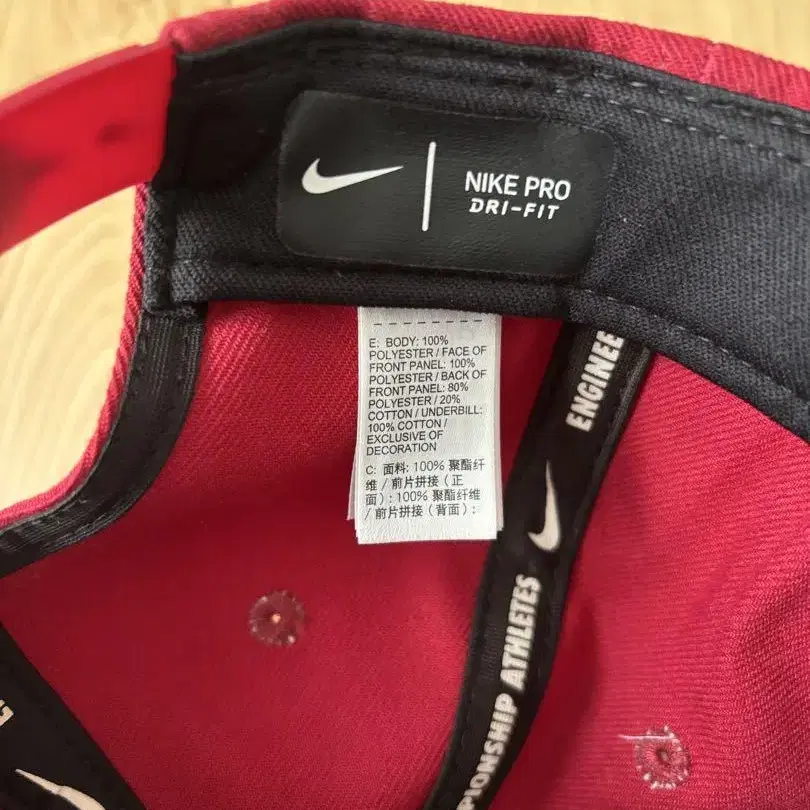 NIKE PRO
DRI-FIT
E: BODY: 100%
POLYESTER / FACE OF
FRONT PANEL: 100%
POLYESTER / BACK OF
FRONT PANEL: 80%
POLYESTER / 20%
COTTON / UNDERBILL:
100% COTTON /
EXCLUSIVE OF
DECORATION
C: 面料: 100% 聚酯纤
维 / 前片拼接（正
面）: 100% 聚酯纤维
/ 前片拼接（背面）:
ENGINEE
PIONSHIP ATHLETES